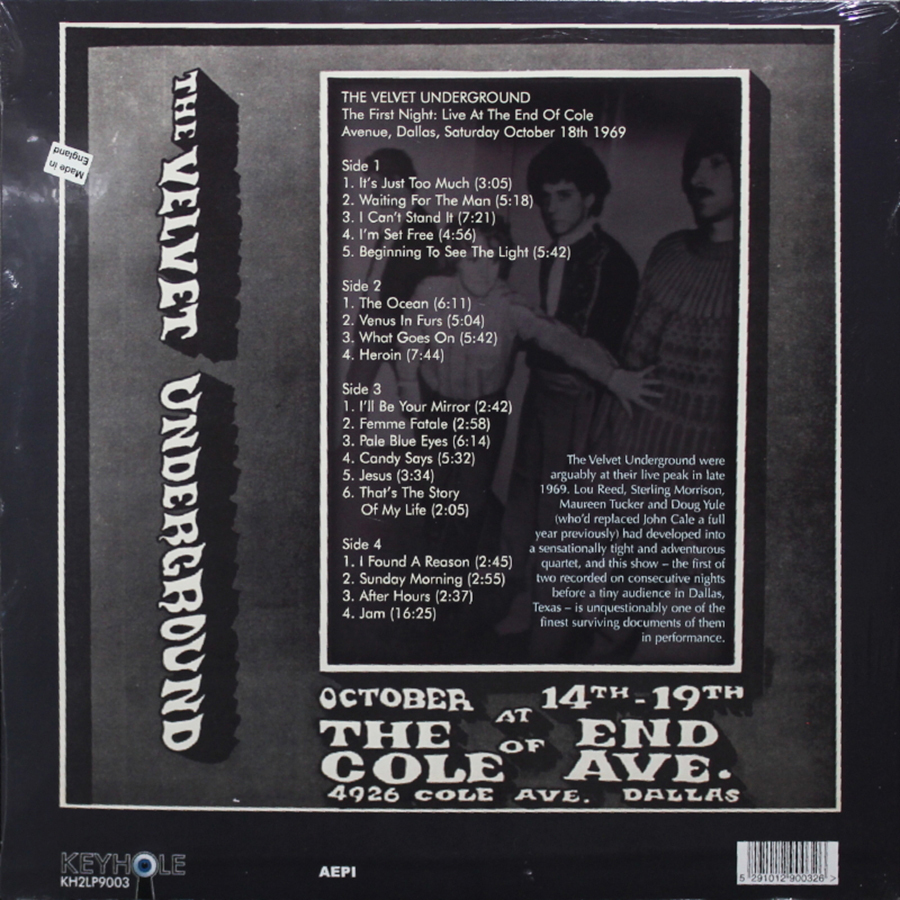 THE VELVET UNDERGROUND
Made in
England
THE VELVET UNDERGROUND
The First Night: Live At The End Of Cole
Avenue, Dallas, Saturday October 18th 1969
Side 1
1. It's Just Too Much (3:05)
2. Waiting For The Man (5:18)
3. I Can't Stand It (7:21)
4. I'm Set Free (4:56)
5. Beginning To See The Light (5:42)
Side 2
1. The Ocean (6:11)
2. Venus In Furs (5:04)
3. What Goes On (5:42)
4. Heroin (7:44)
Side 3
1. I'll Be Your Mirror (2:42)
2. Femme Fatale (2:58)
3. Pale Blue Eyes (6:14)
4. Candy Says (5:32)
5. Jesus (3:34)
6. That's The Story
Of My Life (2:05)
Side 4
1. I Found A Reason (2:45)
2. Sunday Morning (2:55)
3. After Hours (2:37)
4. Jam (16:25)
The Velvet Underground were
arguably at their live peak in late
1969. Lou Reed, Sterling Morrison,
Maureen Tucker and Doug Yule
(who'd replaced John Cale a full
year previously) had developed into
a sensationally tight and adventurous
quartet, and this show – the first of
two recorded on consecutive nights
before a tiny audience in Dallas,
Texas – is unquestionably one of the
finest surviving documents of them
in performance.
OCTOBER 14TH-19TH
AT
THE END
OF
COLE AVE.
4926 COLE AVE. DALLAS
KEYHOLE
KH2LP9003
AEPI
5 291012 900326 >